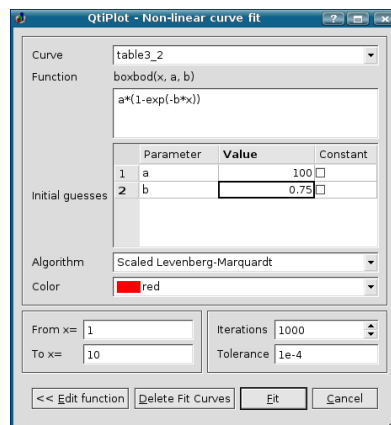 QtiPlot - Non-linear curve fit
Curve table3_2
Function boxbod(x, a, b)
a*(1-exp(-b*x))
Parameter Value Constant
1 a 100
2 b 0.75
Initial guesses
Algorithm Scaled Levenberg-Marquardt
Color red
From x= 1 Iterations 1000
To x= 10 Tolerance 1e-4
<< Edit function Delete Fit Curves Fit Cancel